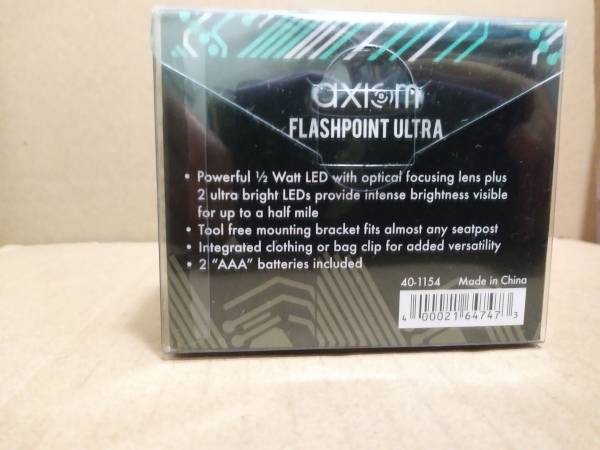 axiom
FLASHPOINT ULTRA
• Powerful ½ Watt LED with optical focusing lens plus
2 ultra bright LEDs provide intense brightness visible
for up to a half mile
• Tool free mounting bracket fits almost any seatpost
• Integrated clothing or bag clip for added versatility
• 2 “AAA” batteries included
40-1154 Made in China
4 00021 64747 3